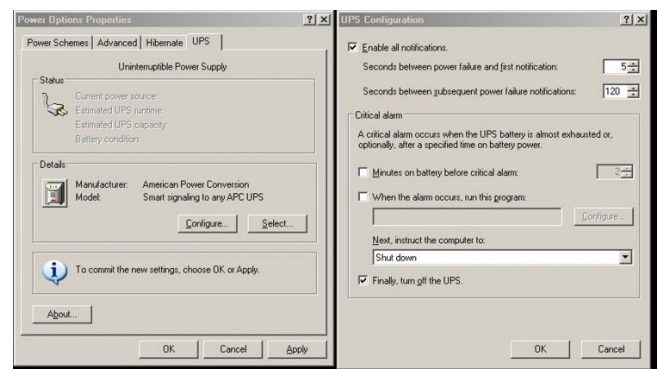 Power Options Properties
Power Schemes
Advanced
Hibernate
UPS
Uninterruptible Power Supply
Status
Current power source:
Estimated UPS runtime:
Estimated UPS capacity:
Battery condition:
Details
Manufacturer: American Power Conversion
Model: Smart signaling to any APC UPS
Configure...
Select...
To commit the new settings, choose OK or Apply.
About...
OK
Cancel
Apply
UPS Configuration
Enable all notifications.
Seconds between power failure and first notification: 5
Seconds between subsequent power failure notifications: 120
Critical alarm
A critical alarm occurs when the UPS battery is almost exhausted or,
optionally, after a specified time on battery power.
Minutes on battery before critical alarm: 2
When the alarm occurs, run this program:
Configure...
Next, instruct the computer to:
Shut down
Finally, turn off the UPS.
OK
Cancel